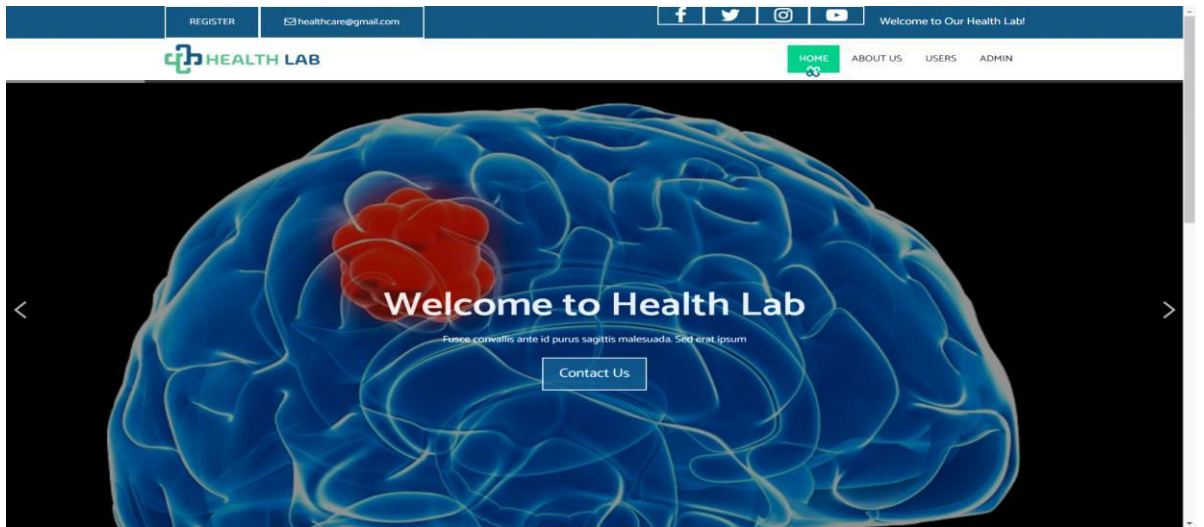 REGISTER
healthcare@gmail.com
Welcome to Our Health Lab!
HEALTH LAB
HOME
ABOUT US
USERS
ADMIN
Welcome to Health Lab
Fusce convallis ante id purus sagittis malesuada. Sed erat ipsum
Contact Us